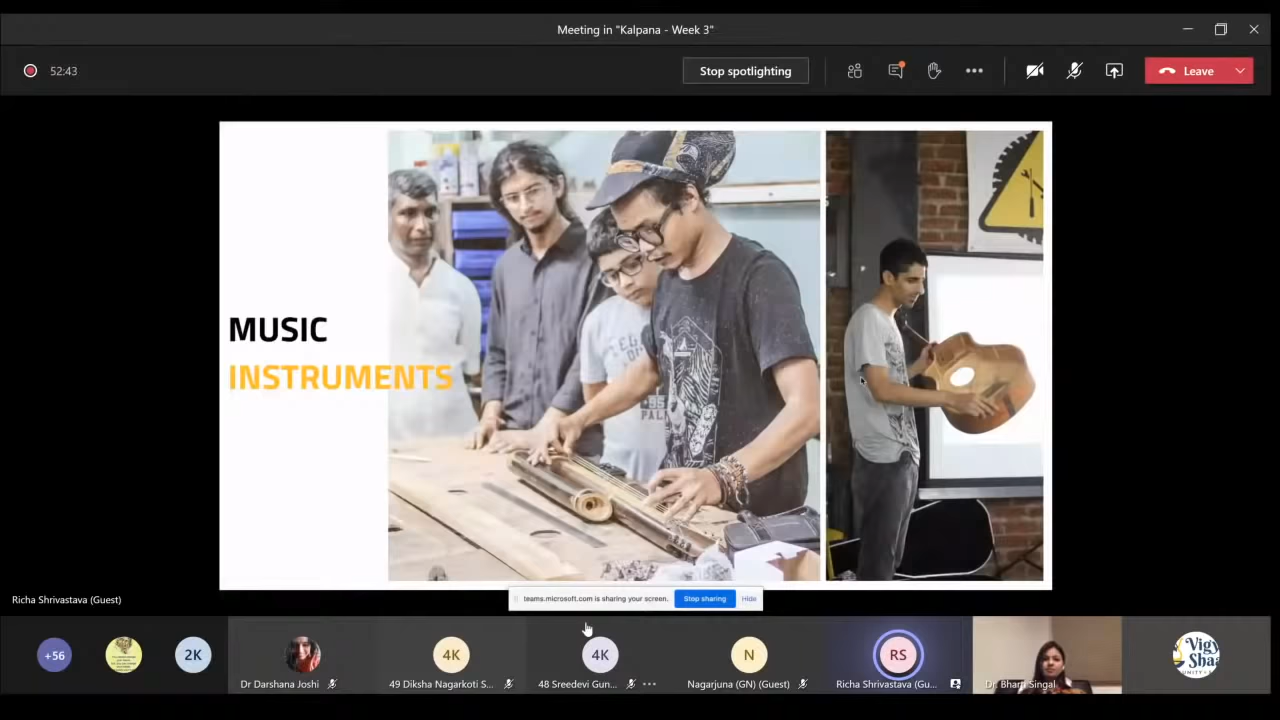 Meeting in "Kalpana - Week 3"
52:43
Stop spotlighting
Leave
MUSIC
INSTRUMENTS
Richa Shrivastava (Guest)
teams.microsoft.com is sharing your screen.
Stop sharing
Hide
+56
2K
4K
4K
N
RS
Vigy
Shaa
Dr Darshana Joshi
49 Diksha Nagarkoti S...
48 Sreedevi Gun...
Nagarjuna (GN) (Guest)
Richa Shrivastava (Gu...
Dr. Bharti Singal